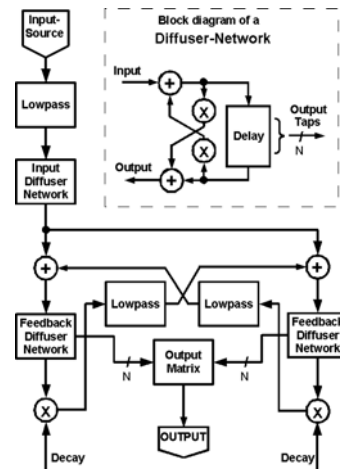 Input-
Source
Block diagram of a
Diffuser-Network
Input
+
X
X
Delay
Output
Taps
N
Output
+
Lowpass
Input
Diffuser
Network
+
+
Lowpass
Lowpass
Feedback
Diffuser
Network
Output
Matrix
Feedback
Diffuser
Network
N
N
X
X
OUTPUT
Decay
Decay